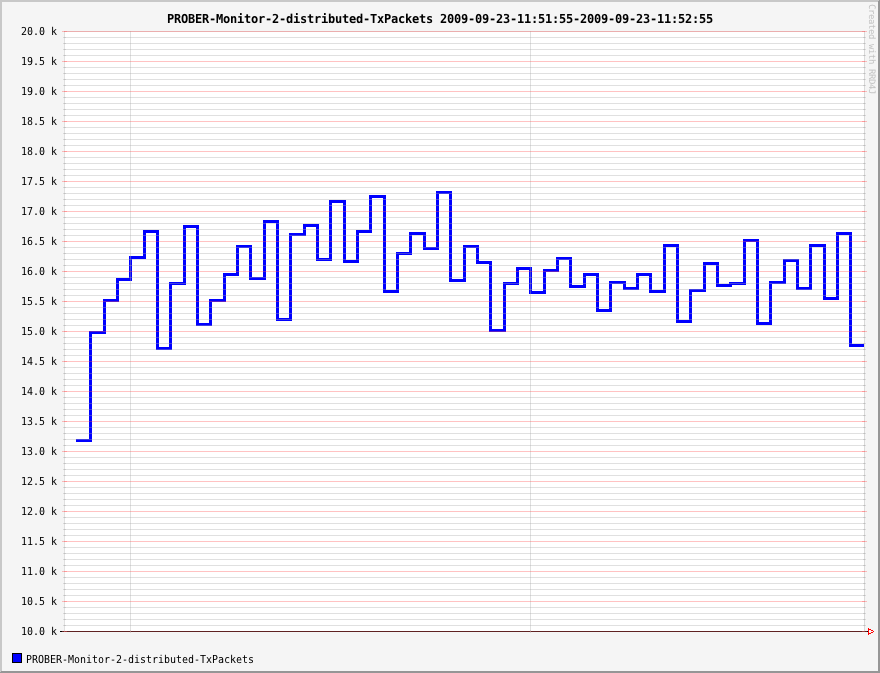 PROBER-Monitor-2-distributed-TxPackets 2009-09-23-11:51:55-2009-09-23-11:52:55
Created with RRD4J
20.0 k
19.5 k
19.0 k
18.5 k
18.0 k
17.5 k
17.0 k
16.5 k
16.0 k
15.5 k
15.0 k
14.5 k
14.0 k
13.5 k
13.0 k
12.5 k
12.0 k
11.5 k
11.0 k
10.5 k
10.0 k
PROBER-Monitor-2-distributed-TxPackets